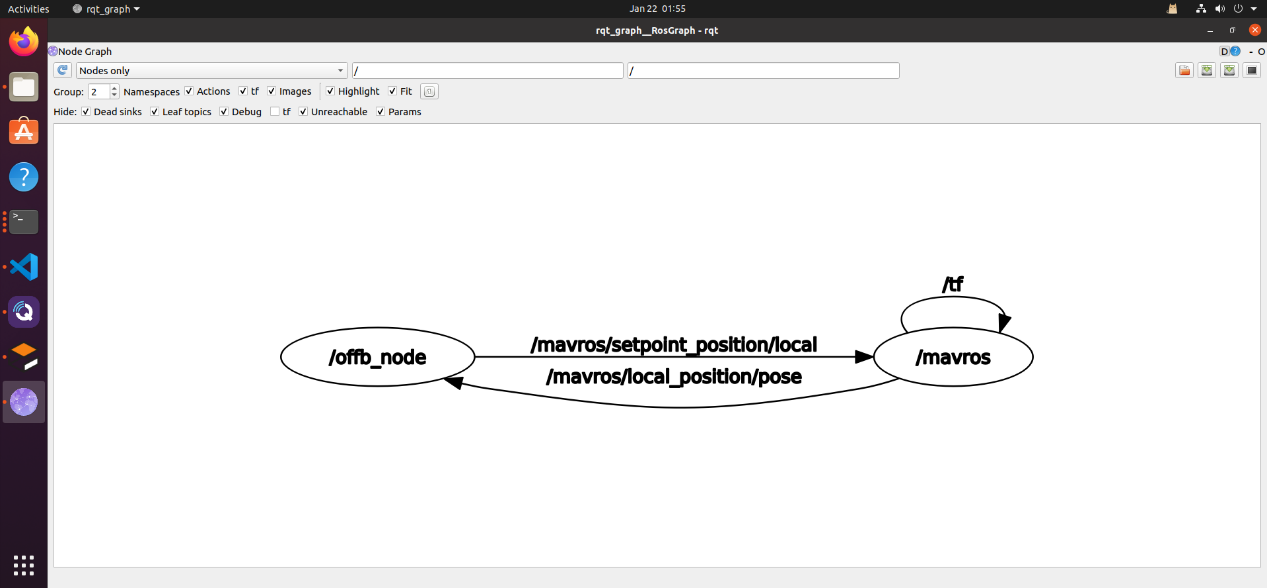 Activities rqt_graph Jan 22 01:55
rqt_graph__RosGraph - rqt
Node Graph D ? - O
Nodes only / /
Group: 2 Namespaces Actions tf Images Highlight Fit
Hide: Dead sinks Leaf topics Debug tf Unreachable Params
/tf
/offb_node /mavros/setpoint_position/local /mavros
/mavros/local_position/pose